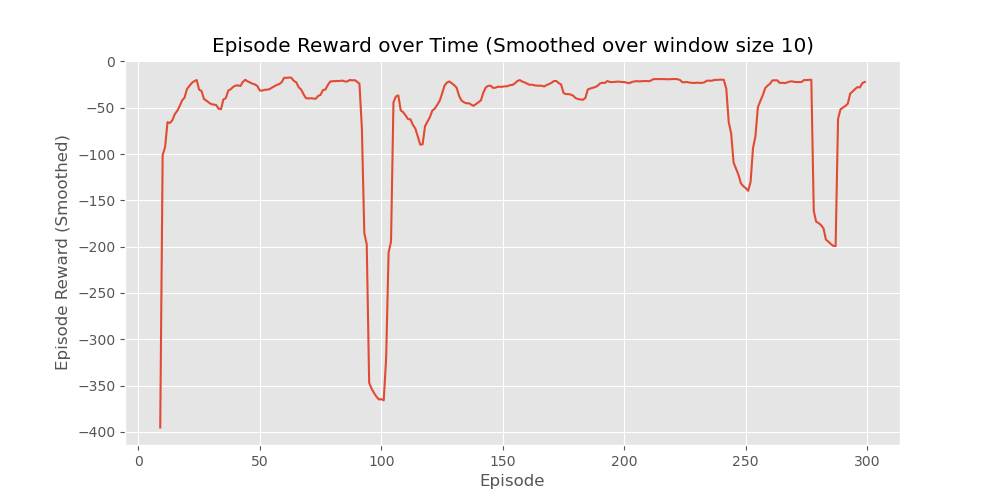 Episode Reward over Time (Smoothed over window size 10)
Episode Reward (Smoothed)
0
−50
−100
−150
−200
−250
−300
−350
−400
0 50 100 150 200 250 300
Episode